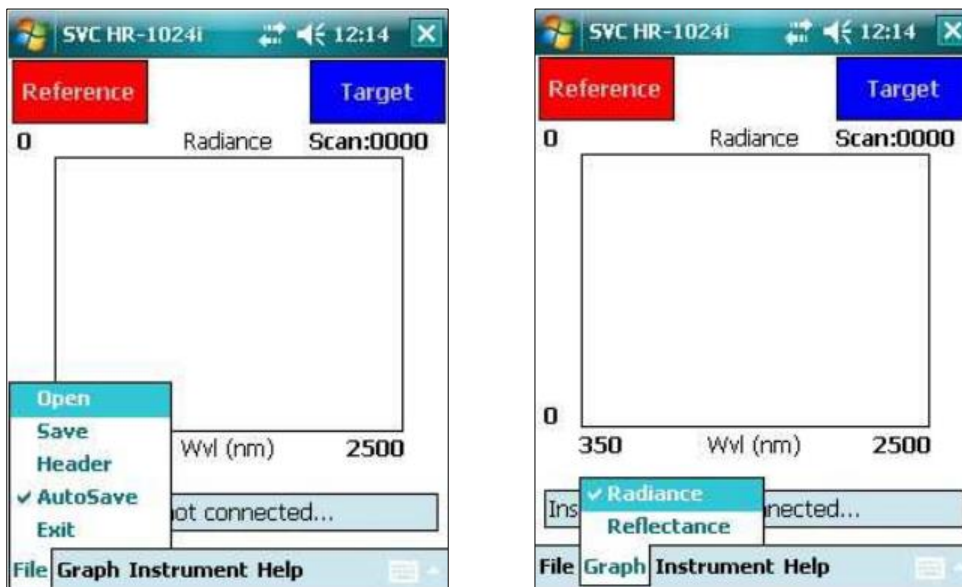 SVC HR-1024i 12:14
Reference Target
0 Radiance Scan:0000
Open
Save
Header
AutoSave
Exit
Wvl (nm) 2500
ot connected...
File Graph Instrument Help
SVC HR-1024i 12:14
Reference Target
0 Radiance Scan:0000
0
350 Wvl (nm) 2500
Radiance
Reflectance
Ins nected...
File Graph Instrument Help